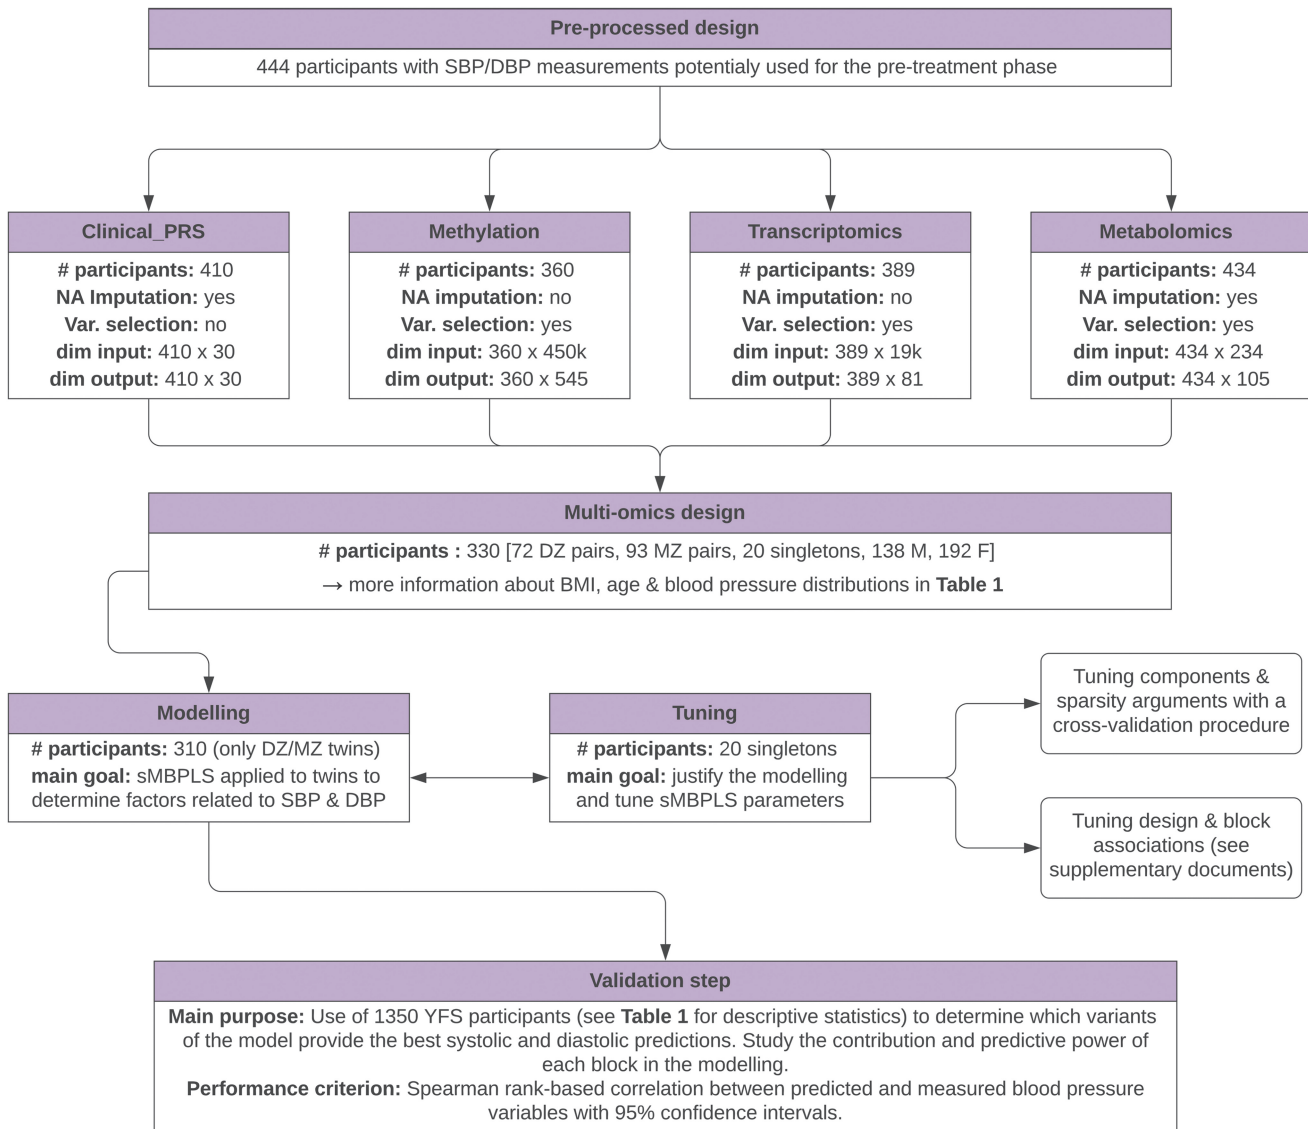 Pre-processed design
444 participants with SBP/DBP measurements potentialy used for the pre-treatment phase
Clinical_PRS
# participants: 410
NA Imputation: yes
Var. selection: no
dim input: 410 x 30
dim output: 410 x 30
Methylation
# participants: 360
NA imputation: no
Var. selection: yes
dim input: 360 x 450k
dim output: 360 x 545
Transcriptomics
# participants: 389
NA imputation: no
Var. selection: yes
dim input: 389 x 19k
dim output: 389 x 81
Metabolomics
# participants: 434
NA imputation: yes
Var. selection: yes
dim input: 434 x 234
dim output: 434 x 105
Multi-omics design
# participants : 330 [72 DZ pairs, 93 MZ pairs, 20 singletons, 138 M, 192 F]
→ more information about BMI, age & blood pressure distributions in Table 1
Modelling
# participants: 310 (only DZ/MZ twins)
main goal: sMBPLS applied to twins to
determine factors related to SBP & DBP
Tuning
# participants: 20 singletons
main goal: justify the modelling
and tune sMBPLS parameters
Tuning components &
sparsity arguments with a
cross-validation procedure
Tuning design & block
associations (see
supplementary documents)
Validation step
Main purpose: Use of 1350 YFS participants (see Table 1 for descriptive statistics) to determine which variants
of the model provide the best systolic and diastolic predictions. Study the contribution and predictive power of
each block in the modelling.
Performance criterion: Spearman rank-based correlation between predicted and measured blood pressure
variables with 95% confidence intervals.